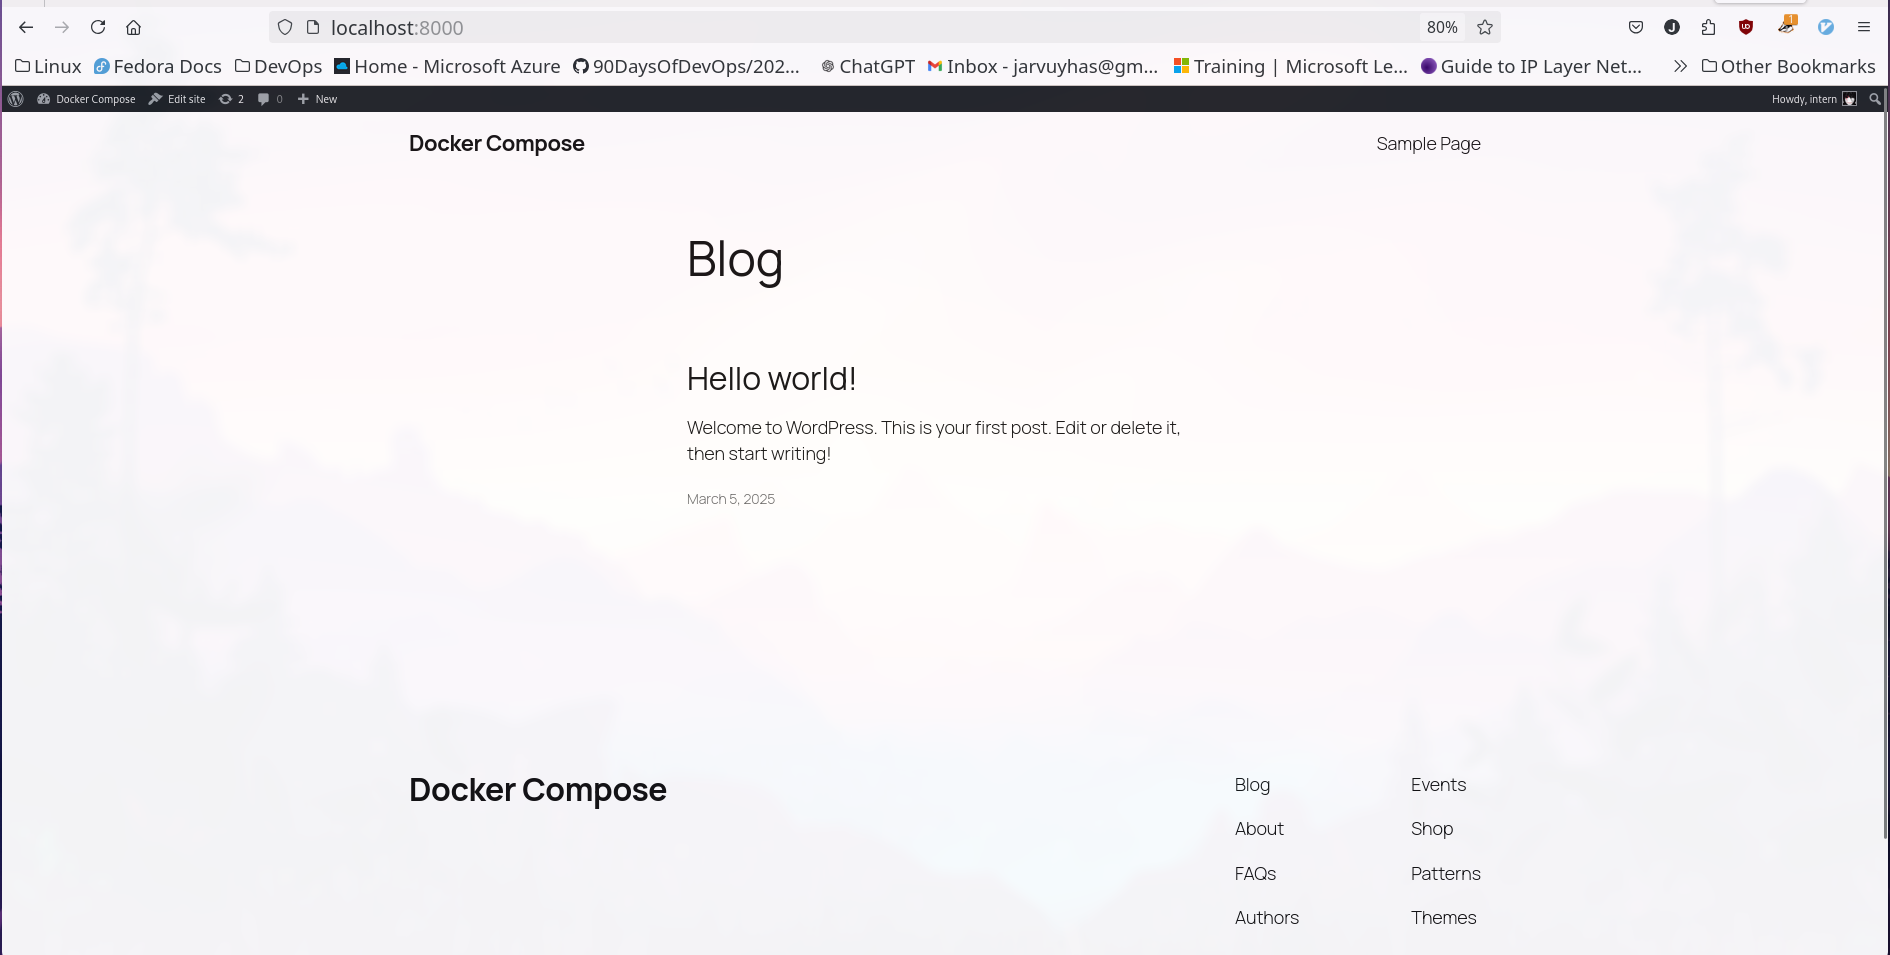 localhost:8000
80%
Linux Fedora Docs DevOps Home - Microsoft Azure 90DaysOfDevOps/202... ChatGPT Inbox - jarvuyhas@gm... Training | Microsoft Le... Guide to IP Layer Net... Other Bookmarks
Docker Compose Edit site 2 0 New Howdy, intern
Docker Compose Sample Page
Blog
Hello world!
Welcome to WordPress. This is your first post. Edit or delete it,
then start writing!
March 5, 2025
Docker Compose
Blog Events
About Shop
FAQs Patterns
Authors Themes